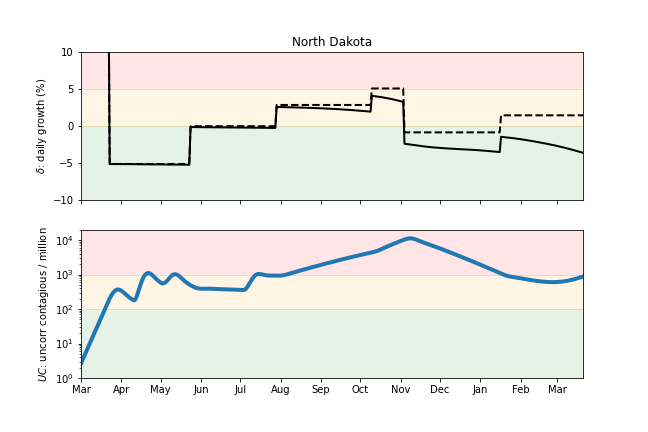 North Dakota
δ: daily growth (%)
10
5
0
−5
−10
UC: uncorr contagious / million
10⁴
10³
10²
10¹
10⁰
Mar Apr May Jun Jul Aug Sep Oct Nov Dec Jan Feb Mar